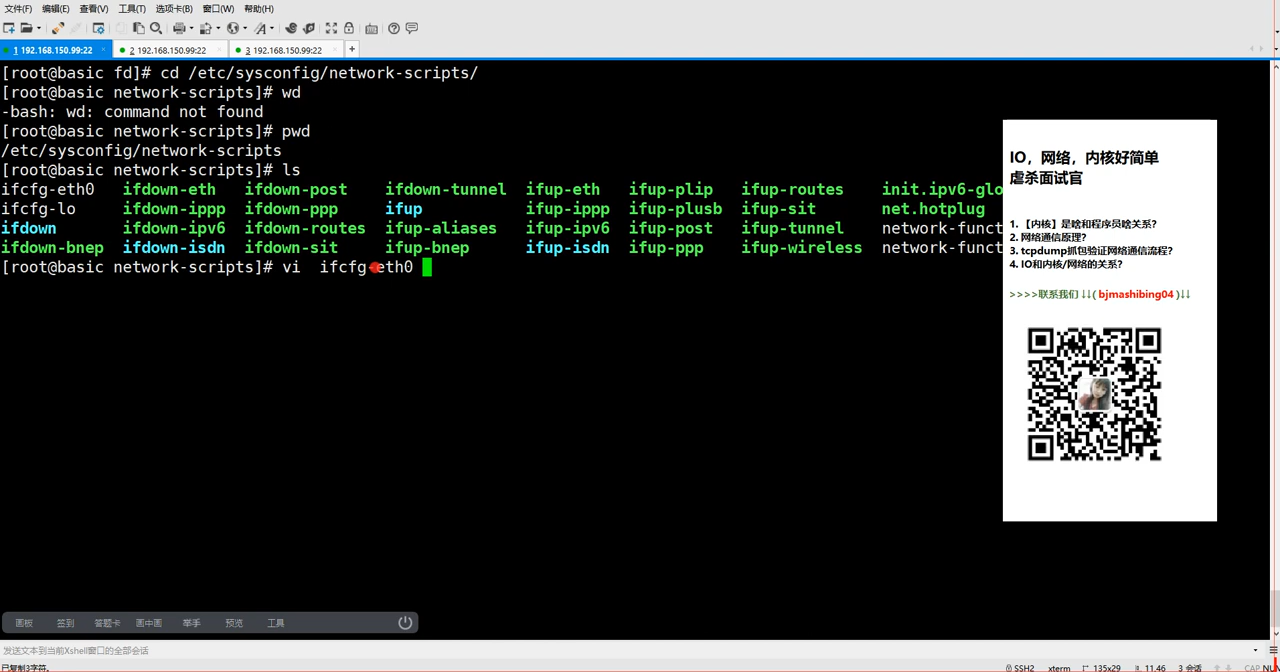 文件(F) 编辑(E) 查看(V) 工具(T) 选项卡(B) 窗口(W) 帮助(H)
1 192.168.150.99:22 × 2 192.168.150.99:22 × 3 192.168.150.99:22 × +
[root@basic fd]# cd /etc/sysconfig/network-scripts/
[root@basic network-scripts]# wd
-bash: wd: command not found
[root@basic network-scripts]# pwd
/etc/sysconfig/network-scripts
[root@basic network-scripts]# ls
ifcfg-eth0 ifdown-eth ifdown-post ifdown-tunnel ifup-eth ifup-plip ifup-routes init.ipv6-glo
ifcfg-lo ifdown-ippp ifdown-ppp ifup ifup-ippp ifup-plusb ifup-sit net.hotplug
ifdown ifdown-ipv6 ifdown-routes ifup-aliases ifup-ipv6 ifup-post ifup-tunnel network-funct
ifdown-bnep ifdown-isdn ifdown-sit ifup-bnep ifup-isdn ifup-ppp ifup-wireless network-funct
[root@basic network-scripts]# vi ifcfg-eth0
IO，网络，内核好简单
虐杀面试官
1. 【内核】是啥和程序员啥关系?
2. 网络通信原理?
3. tcpdump抓包验证网络通信流程?
4. IO和内核/网络的关系?
>>>>联系我们 ↓↓( bjmashibing04 )↓↓
画板 签到 答题卡 画中画 举手 预览 工具
发送文本到当前Xshell窗口的全部会话
已复制3字符。 SSH2 xterm 135x29 11,46 3 会话 CAP NUM